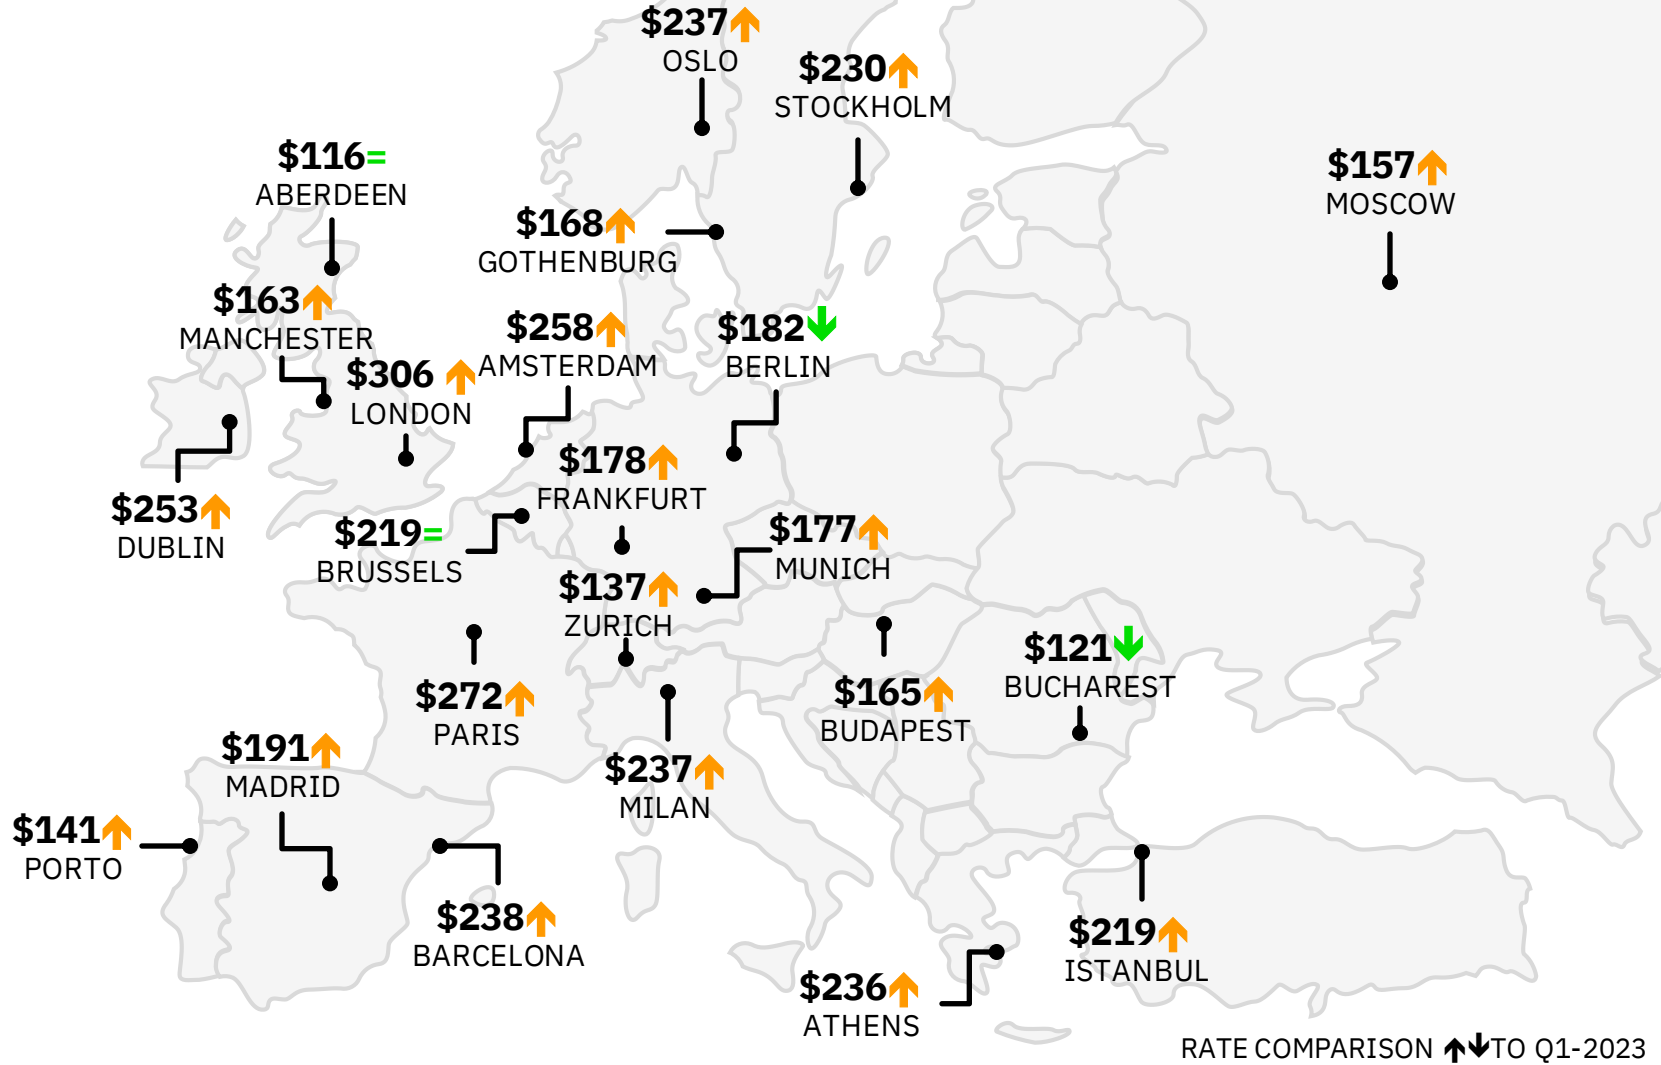 $237
OSLO
$230
STOCKHOLM
$116=
ABERDEEN
$157
MOSCOW
$168
GOTHENBURG
$163
MANCHESTER
$258
AMSTERDAM
$182
BERLIN
$306
LONDON
$178
FRANKFURT
$253
DUBLIN
$219=
BRUSSELS
$177
MUNICH
$137
ZURICH
$121
BUCHAREST
$272
PARIS
$165
BUDAPEST
$191
MADRID
$237
MILAN
$141
PORTO
$238
BARCELONA
$219
ISTANBUL
$236
ATHENS
RATE COMPARISON ↑↓TO Q1-2023